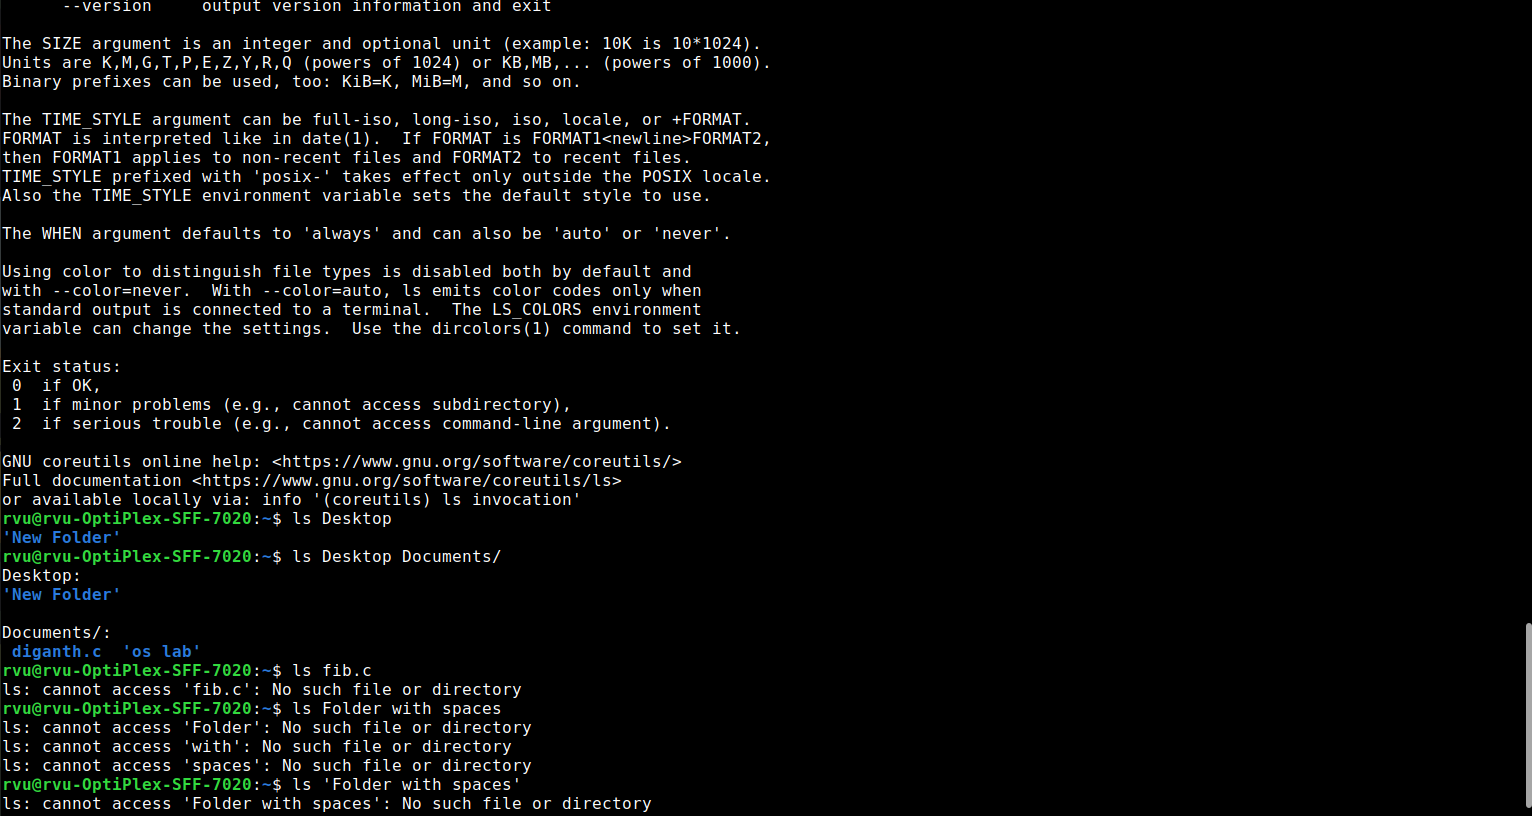 --version     output version information and exit

The SIZE argument is an integer and optional unit (example: 10K is 10*1024).
Units are K,M,G,T,P,E,Z,Y,R,Q (powers of 1024) or KB,MB,... (powers of 1000).
Binary prefixes can be used, too: KiB=K, MiB=M, and so on.

The TIME_STYLE argument can be full-iso, long-iso, iso, locale, or +FORMAT.
FORMAT is interpreted like in date(1).  If FORMAT is FORMAT1<newline>FORMAT2,
then FORMAT1 applies to non-recent files and FORMAT2 to recent files.
TIME_STYLE prefixed with 'posix-' takes effect only outside the POSIX locale.
Also the TIME_STYLE environment variable sets the default style to use.

The WHEN argument defaults to 'always' and can also be 'auto' or 'never'.

Using color to distinguish file types is disabled both by default and
with --color=never.  With --color=auto, ls emits color codes only when
standard output is connected to a terminal.  The LS_COLORS environment
variable can change the settings.  Use the dircolors(1) command to set it.

Exit status:
 0  if OK,
 1  if minor problems (e.g., cannot access subdirectory),
 2  if serious trouble (e.g., cannot access command-line argument).

GNU coreutils online help: <https://www.gnu.org/software/coreutils/>
Full documentation <https://www.gnu.org/software/coreutils/ls>
or available locally via: info '(coreutils) ls invocation'
rvu@rvu-OptiPlex-SFF-7020:~$ ls Desktop
'New Folder'
rvu@rvu-OptiPlex-SFF-7020:~$ ls Desktop Documents/
Desktop:
'New Folder'

Documents/:
 diganth.c  'os lab'
rvu@rvu-OptiPlex-SFF-7020:~$ ls fib.c
ls: cannot access 'fib.c': No such file or directory
rvu@rvu-OptiPlex-SFF-7020:~$ ls Folder with spaces
ls: cannot access 'Folder': No such file or directory
ls: cannot access 'with': No such file or directory
ls: cannot access 'spaces': No such file or directory
rvu@rvu-OptiPlex-SFF-7020:~$ ls 'Folder with spaces'
ls: cannot access 'Folder with spaces': No such file or directory